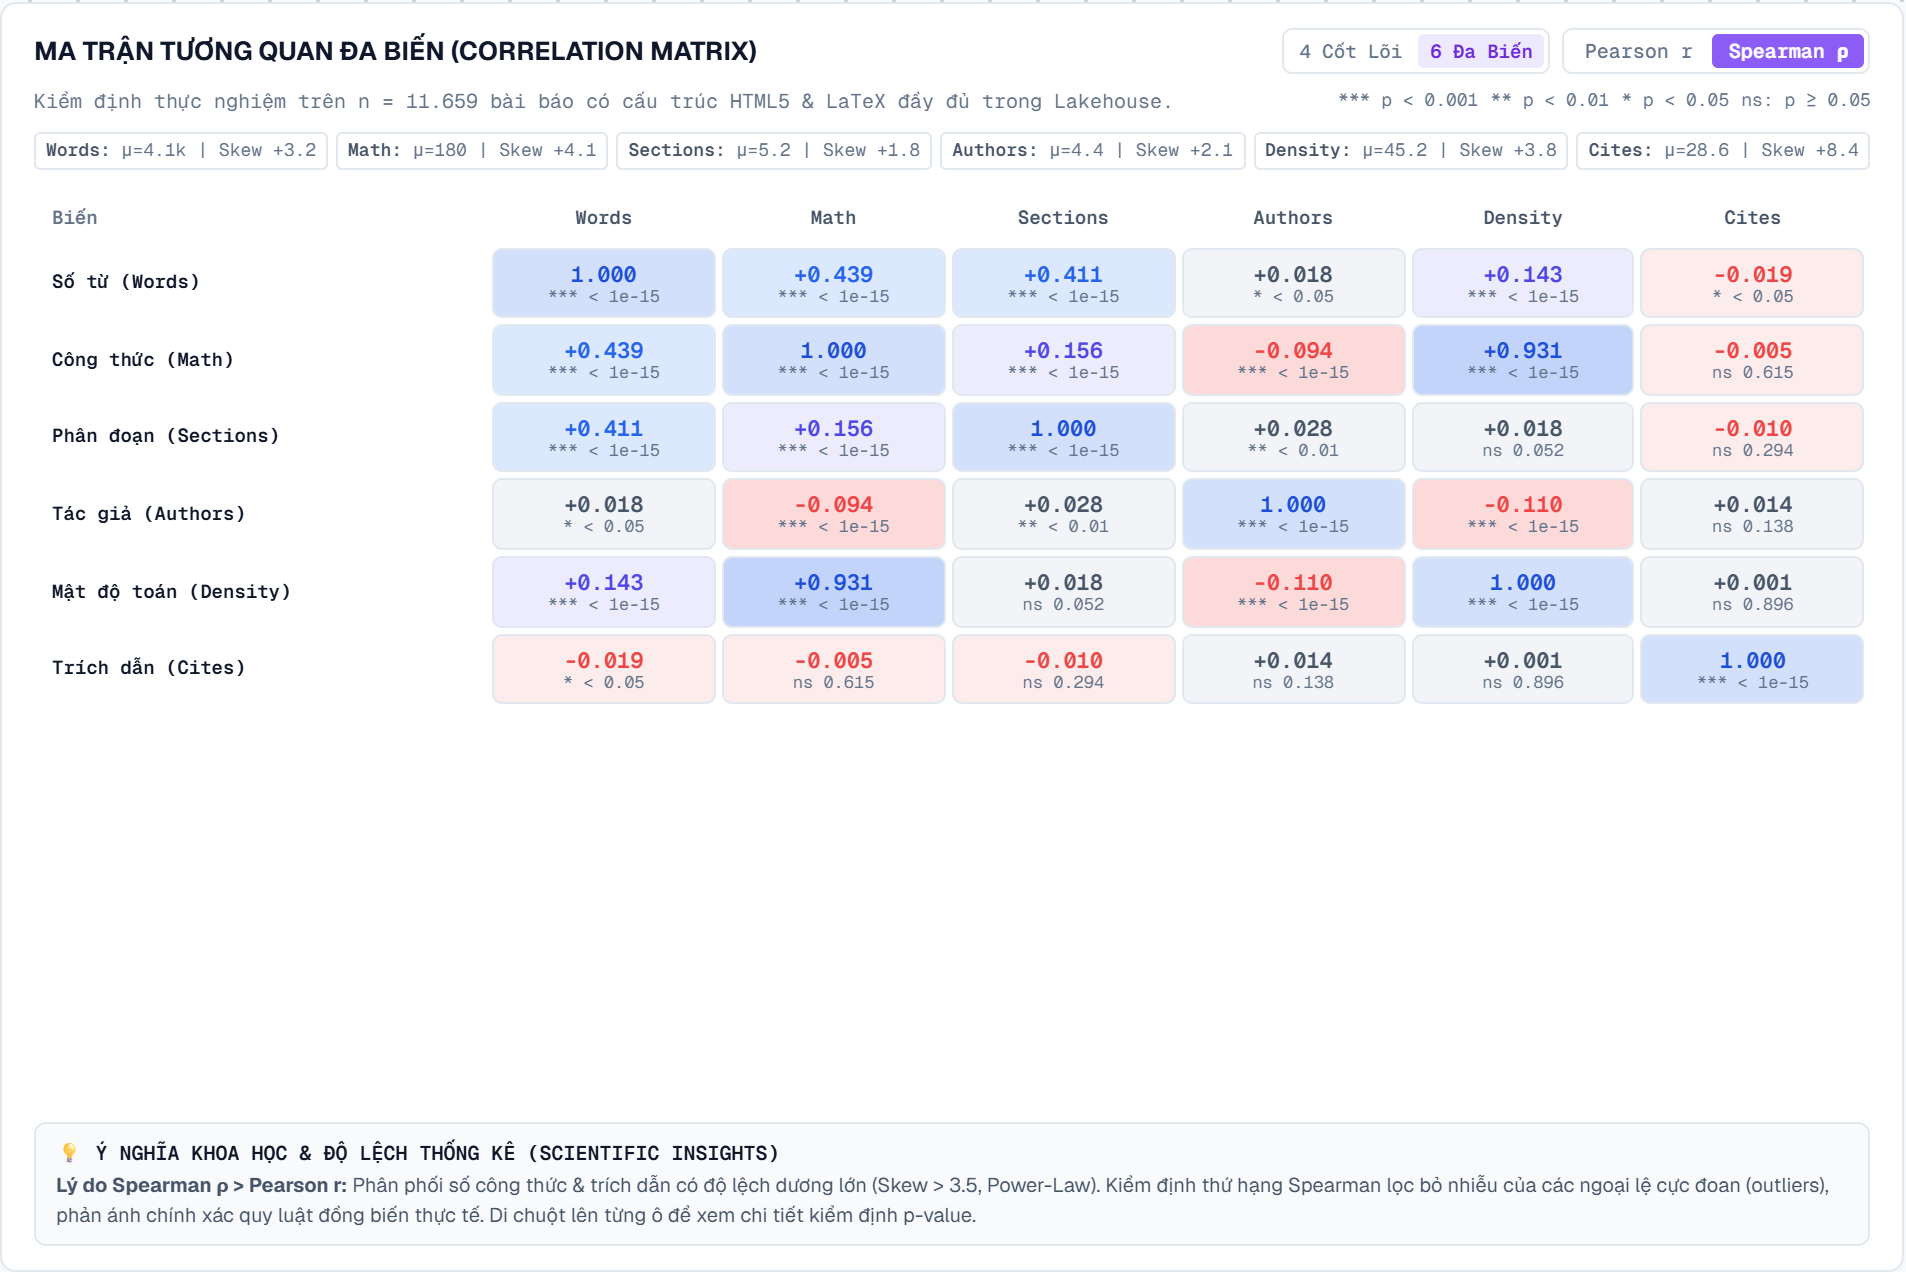 MA TRẬN TƯƠNG QUAN ĐA BIẾN (CORRELATION MATRIX)
4 Cốt Lõi 6 Đa Biến Pearson r Spearman ρ
Kiểm định thực nghiệm trên n = 11.659 bài báo có cấu trúc HTML5 & LaTeX đầy đủ trong Lakehouse.
*** p < 0.001 ** p < 0.01 * p < 0.05 ns: p ≥ 0.05
Words: μ=4.1k | Skew +3.2 Math: μ=180 | Skew +4.1 Sections: μ=5.2 | Skew +1.8 Authors: μ=4.4 | Skew +2.1 Density: μ=45.2 | Skew +3.8 Cites: μ=28.6 | Skew +8.4
Biến Words Math Sections Authors Density Cites
Số từ (Words) 1.000 +0.439 +0.411 +0.018 +0.143 -0.019
*** < 1e-15 *** < 1e-15 *** < 1e-15 * < 0.05 *** < 1e-15 * < 0.05
Công thức (Math) +0.439 1.000 +0.156 -0.094 +0.931 -0.005
*** < 1e-15 *** < 1e-15 *** < 1e-15 *** < 1e-15 *** < 1e-15 ns 0.615
Phân đoạn (Sections) +0.411 +0.156 1.000 +0.028 +0.018 -0.010
*** < 1e-15 *** < 1e-15 *** < 1e-15 ** < 0.01 ns 0.052 ns 0.294
Tác giả (Authors) +0.018 -0.094 +0.028 1.000 -0.110 +0.014
* < 0.05 *** < 1e-15 ** < 0.01 *** < 1e-15 *** < 1e-15 ns 0.138
Mật độ toán (Density) +0.143 +0.931 +0.018 -0.110 1.000 +0.001
*** < 1e-15 *** < 1e-15 ns 0.052 *** < 1e-15 *** < 1e-15 ns 0.896
Trích dẫn (Cites) -0.019 -0.005 -0.010 +0.014 +0.001 1.000
* < 0.05 ns 0.615 ns 0.294 ns 0.138 ns 0.896 *** < 1e-15
💡 Ý NGHĨA KHOA HỌC & ĐỘ LỆCH THỐNG KÊ (SCIENTIFIC INSIGHTS)
Lý do Spearman ρ > Pearson r: Phân phối số công thức & trích dẫn có độ lệch dương lớn (Skew > 3.5, Power-Law). Kiểm định thứ hạng Spearman lọc bỏ nhiễu của các ngoại lệ cực đoan (outliers),
phản ánh chính xác quy luật đồng biến thực tế. Di chuột lên từng ô để xem chi tiết kiểm định p-value.